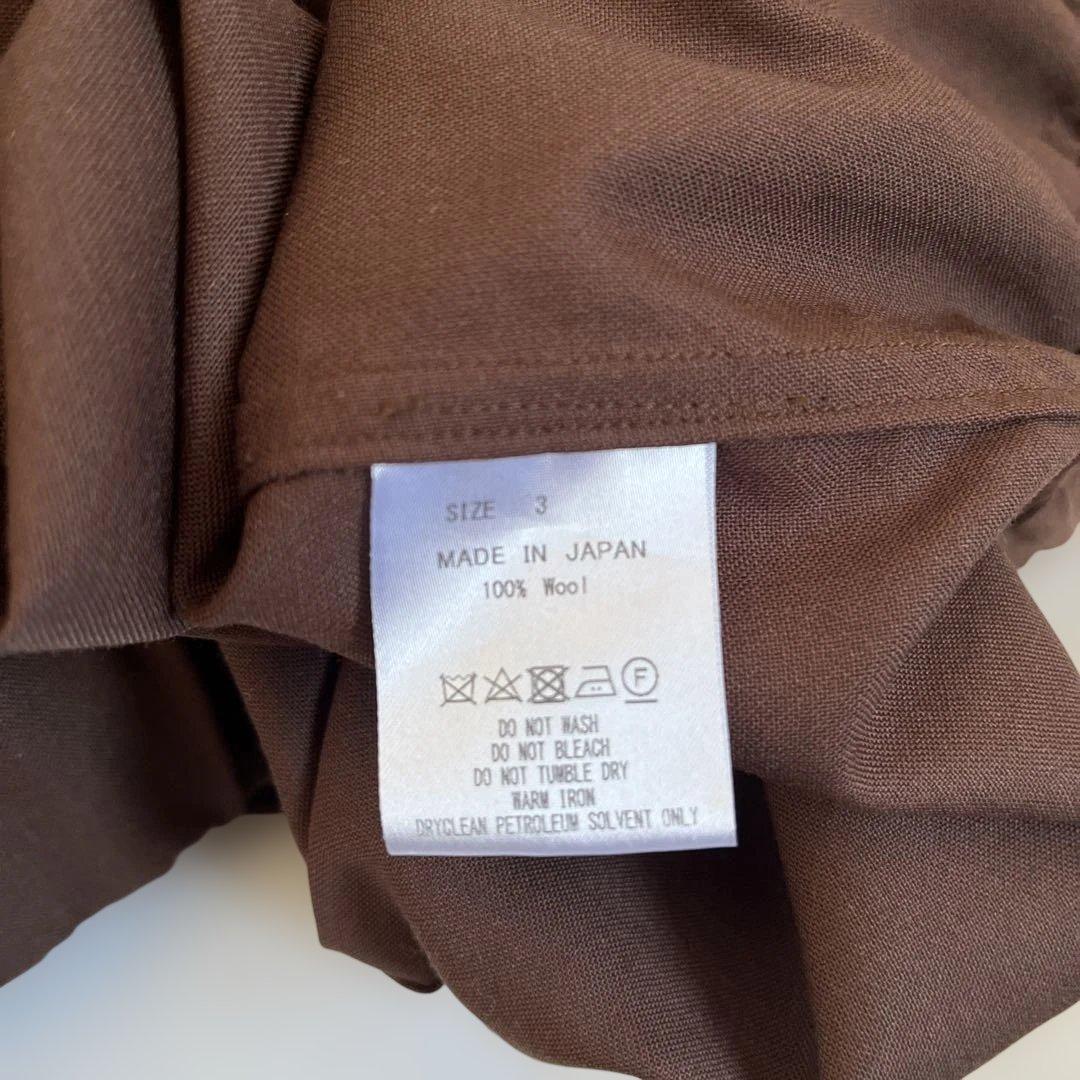 SIZE 3
MADE IN JAPAN
100% Wool
F
DO NOT WASH
DO NOT BLEACH
DO NOT TUMBLE DRY
WARM IRON
DRYCLEAN PETROLEUM SOLVENT ONLY